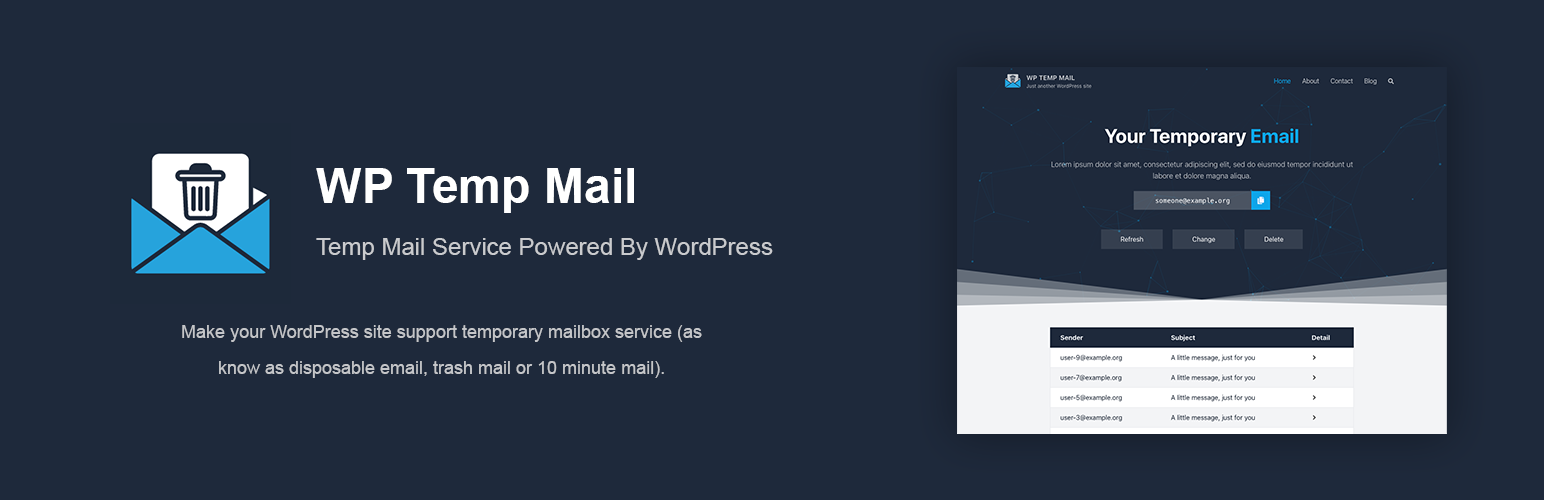 WP Temp Mail
Temp Mail Service Powered By WordPress
Make your WordPress site support temporary mailbox service (as
know as disposable email, trash mail or 10 minute mail).
WP TEMP MAIL
Just another WordPress site
Home About Contact Blog
Your Temporary Email
Lorem ipsum dolor sit amet, consectetur adipiscing elit, sed do eiusmod tempor incididunt ut
labore et dolore magna aliqua.
someone@example.org
Refresh Change Delete
Sender Subject Detail
user-9@example.org A little message, just for you
user-7@example.org A little message, just for you
user-5@example.org A little message, just for you
user-3@example.org A little message, just for you